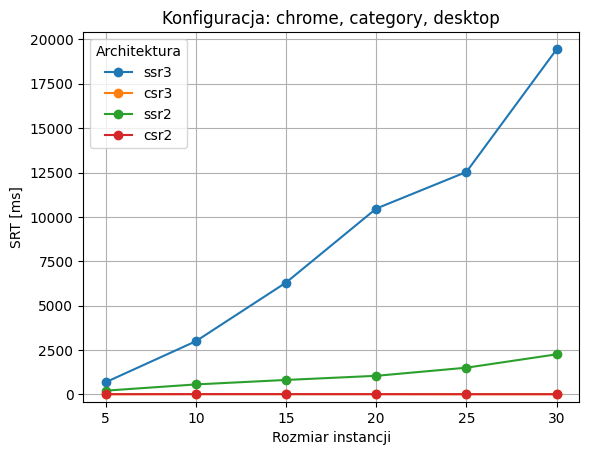 Konfiguracja: chrome, category, desktop
Architektura
ssr3
csr3
ssr2
csr2
SRT [ms]
20000
17500
15000
12500
10000
7500
5000
2500
0
5 10 15 20 25 30
Rozmiar instancji